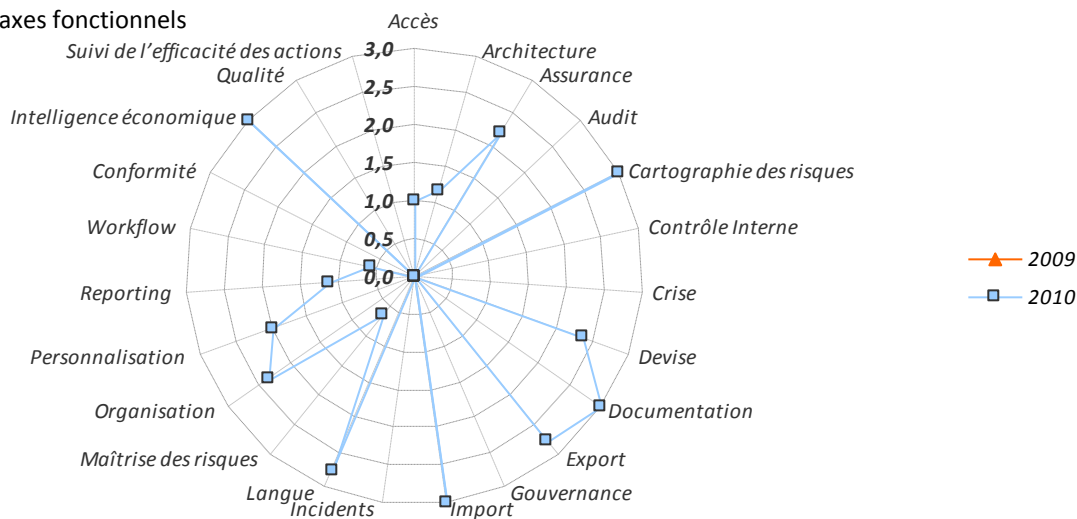 axes fonctionnels
Accès
Architecture
Assurance
Audit
Cartographie des risques
Contrôle Interne
Crise
Devise
Documentation
Export
Gouvernance
Import
Incidents
Langue
Maîtrise des risques
Organisation
Personnalisation
Reporting
Workflow
Conformité
Intelligence économique
Qualité
Suivi de l’efficacité des actions
3,0
2,5
2,0
1,5
1,0
0,5
0,0
2009
2010